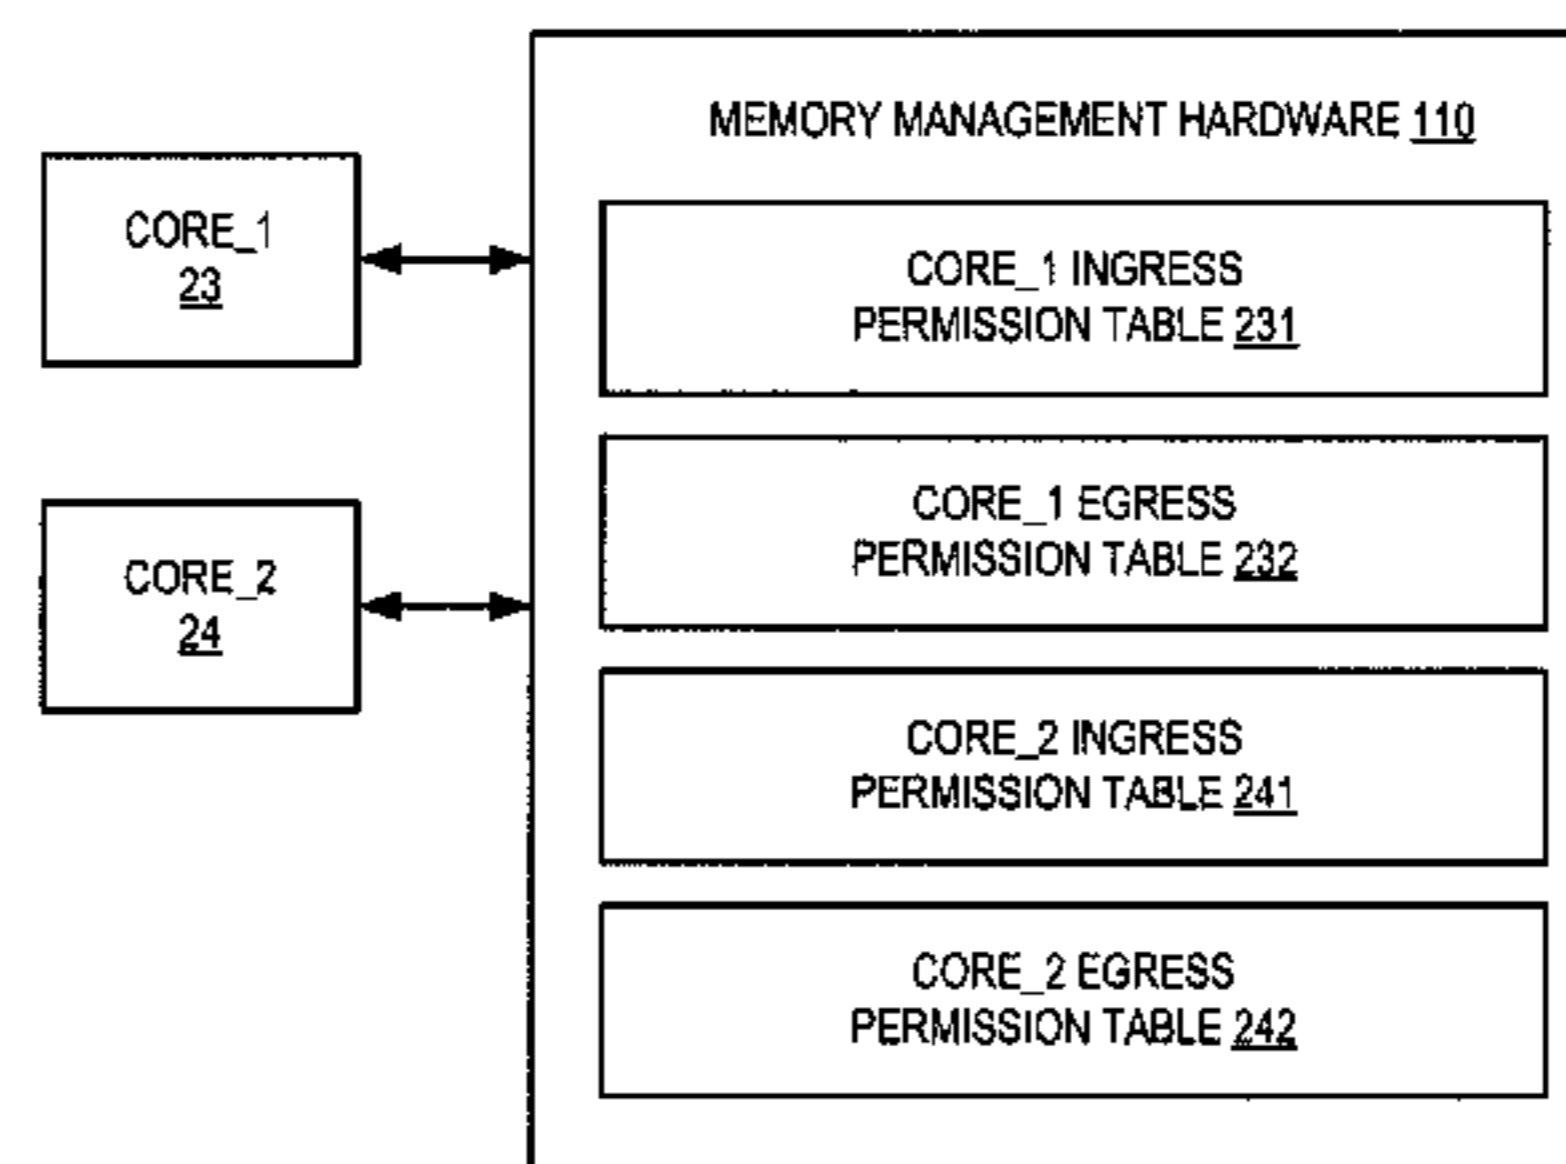 MEMORY MANAGEMENT HARDWARE 110
CORE_1
23
CORE_1 INGRESS
PERMISSION TABLE 231
CORE_1 EGRESS
PERMISSION TABLE 232
CORE_2
24
CORE_2 INGRESS
PERMISSION TABLE 241
CORE_2 EGRESS
PERMISSION TABLE 242